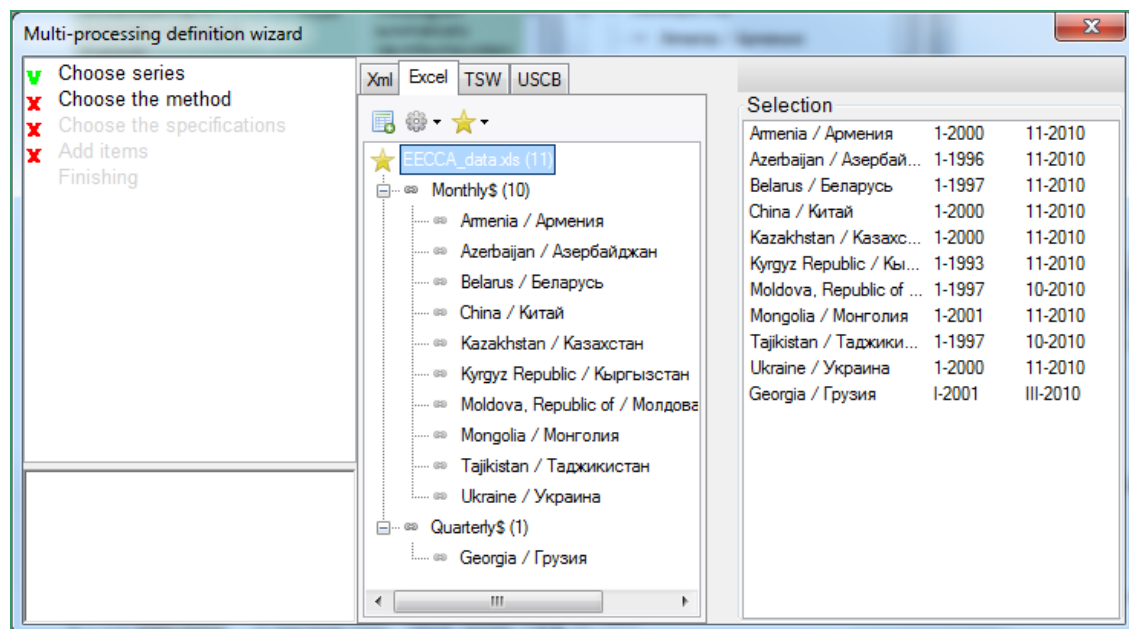 Multi-processing definition wizard
Choose series
Choose the method
Choose the specifications
Add items
Finishing
Xml Excel TSW USCB
EECCA_data.xls (11)
Monthly$ (10)
Armenia / Армения
Azerbaijan / Азербайджан
Belarus / Беларусь
China / Китай
Kazakhstan / Казахстан
Kyrgyz Republic / Кыргызстан
Moldova, Republic of / Молдова
Mongolia / Монголия
Tajikistan / Таджикистан
Ukraine / Украина
Quarterly$ (1)
Georgia / Грузия
Selection
Armenia / Армения 1-2000 11-2010
Azerbaijan / Азербай... 1-1996 11-2010
Belarus / Беларусь 1-1997 11-2010
China / Китай 1-2000 11-2010
Kazakhstan / Казахс... 1-2000 11-2010
Kyrgyz Republic / Кы... 1-1993 11-2010
Moldova, Republic of ... 1-1997 10-2010
Mongolia / Монголия 1-2001 11-2010
Tajikistan / Таджики... 1-1997 10-2010
Ukraine / Украина 1-2000 11-2010
Georgia / Грузия I-2001 III-2010